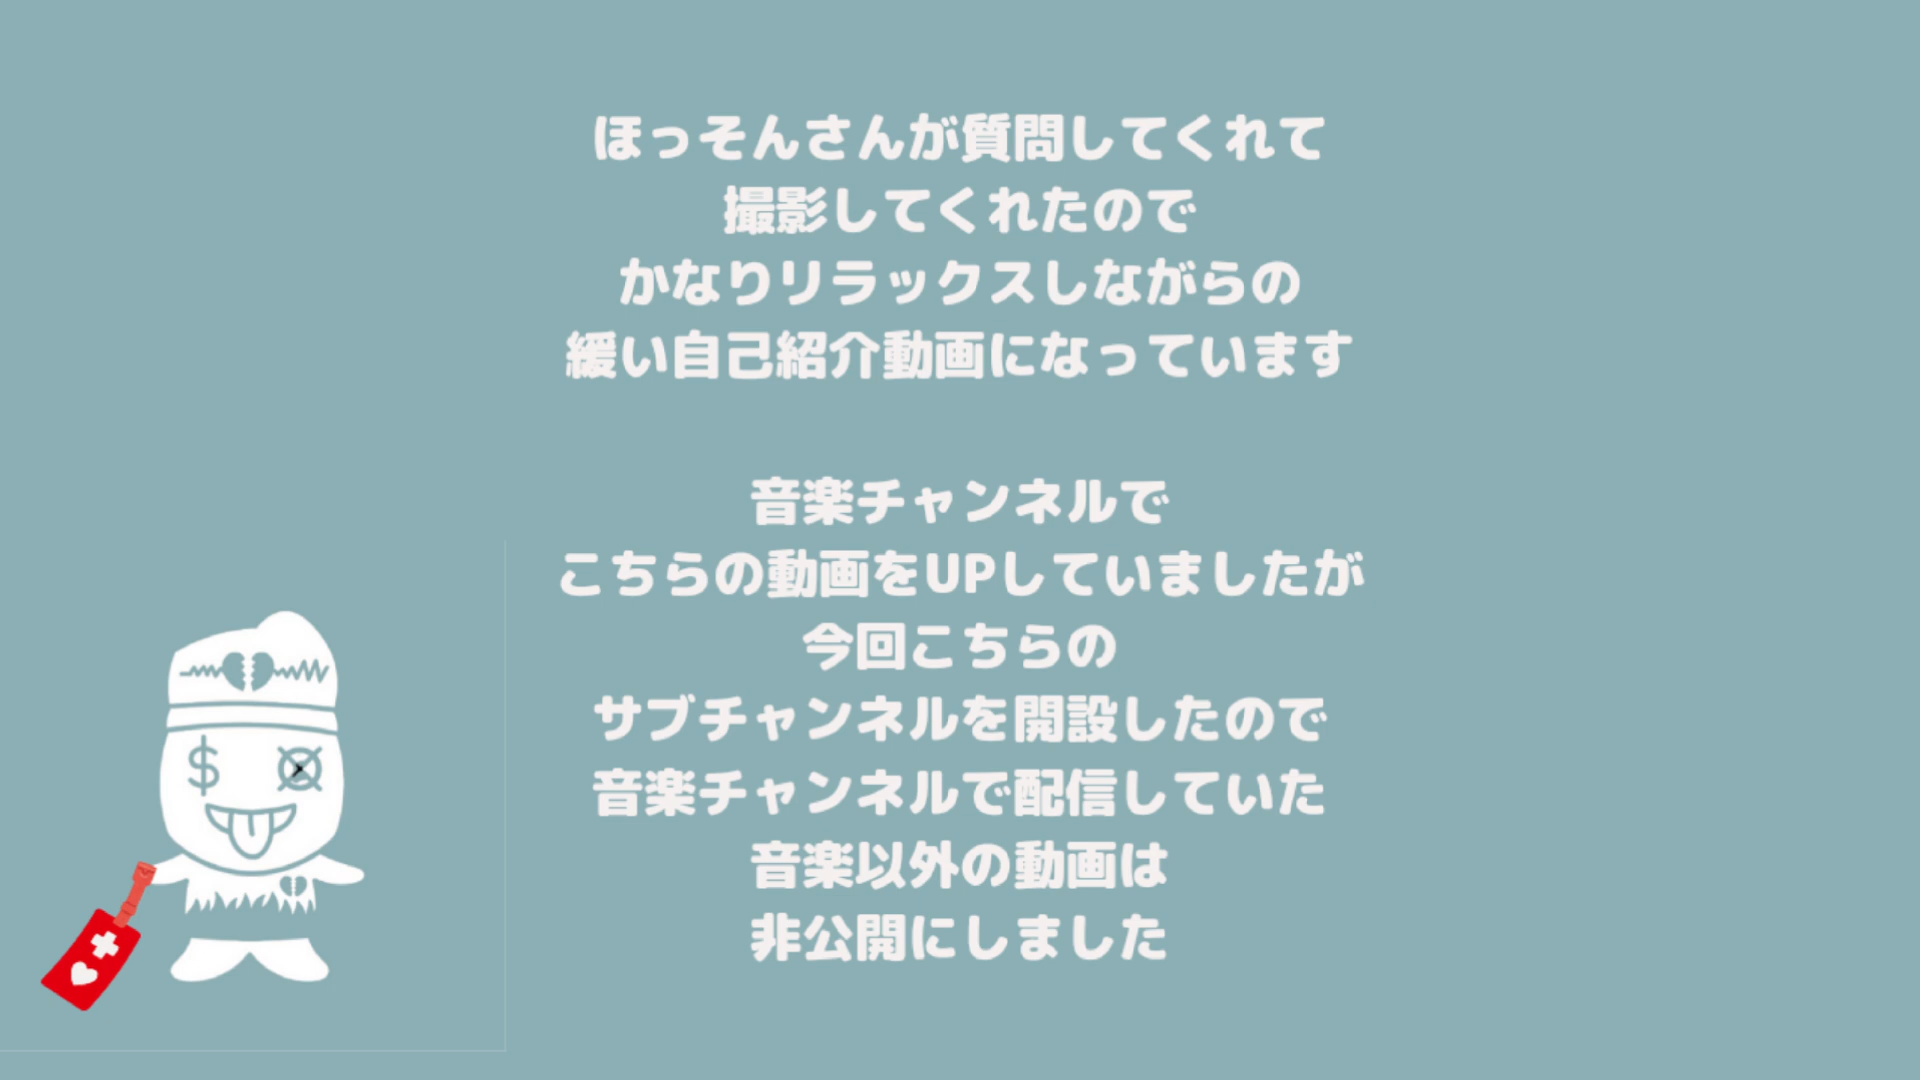 ほっそんさんが質問してくれて
撮影してくれたので
かなりリラックスしながらの
緩い自己紹介動画になっています
音楽チャンネルで
こちらの動画をUPしていましたが
今回こちらの
サブチャンネルを開設したので
音楽チャンネルで配信していた
音楽以外の動画は
非公開にしました